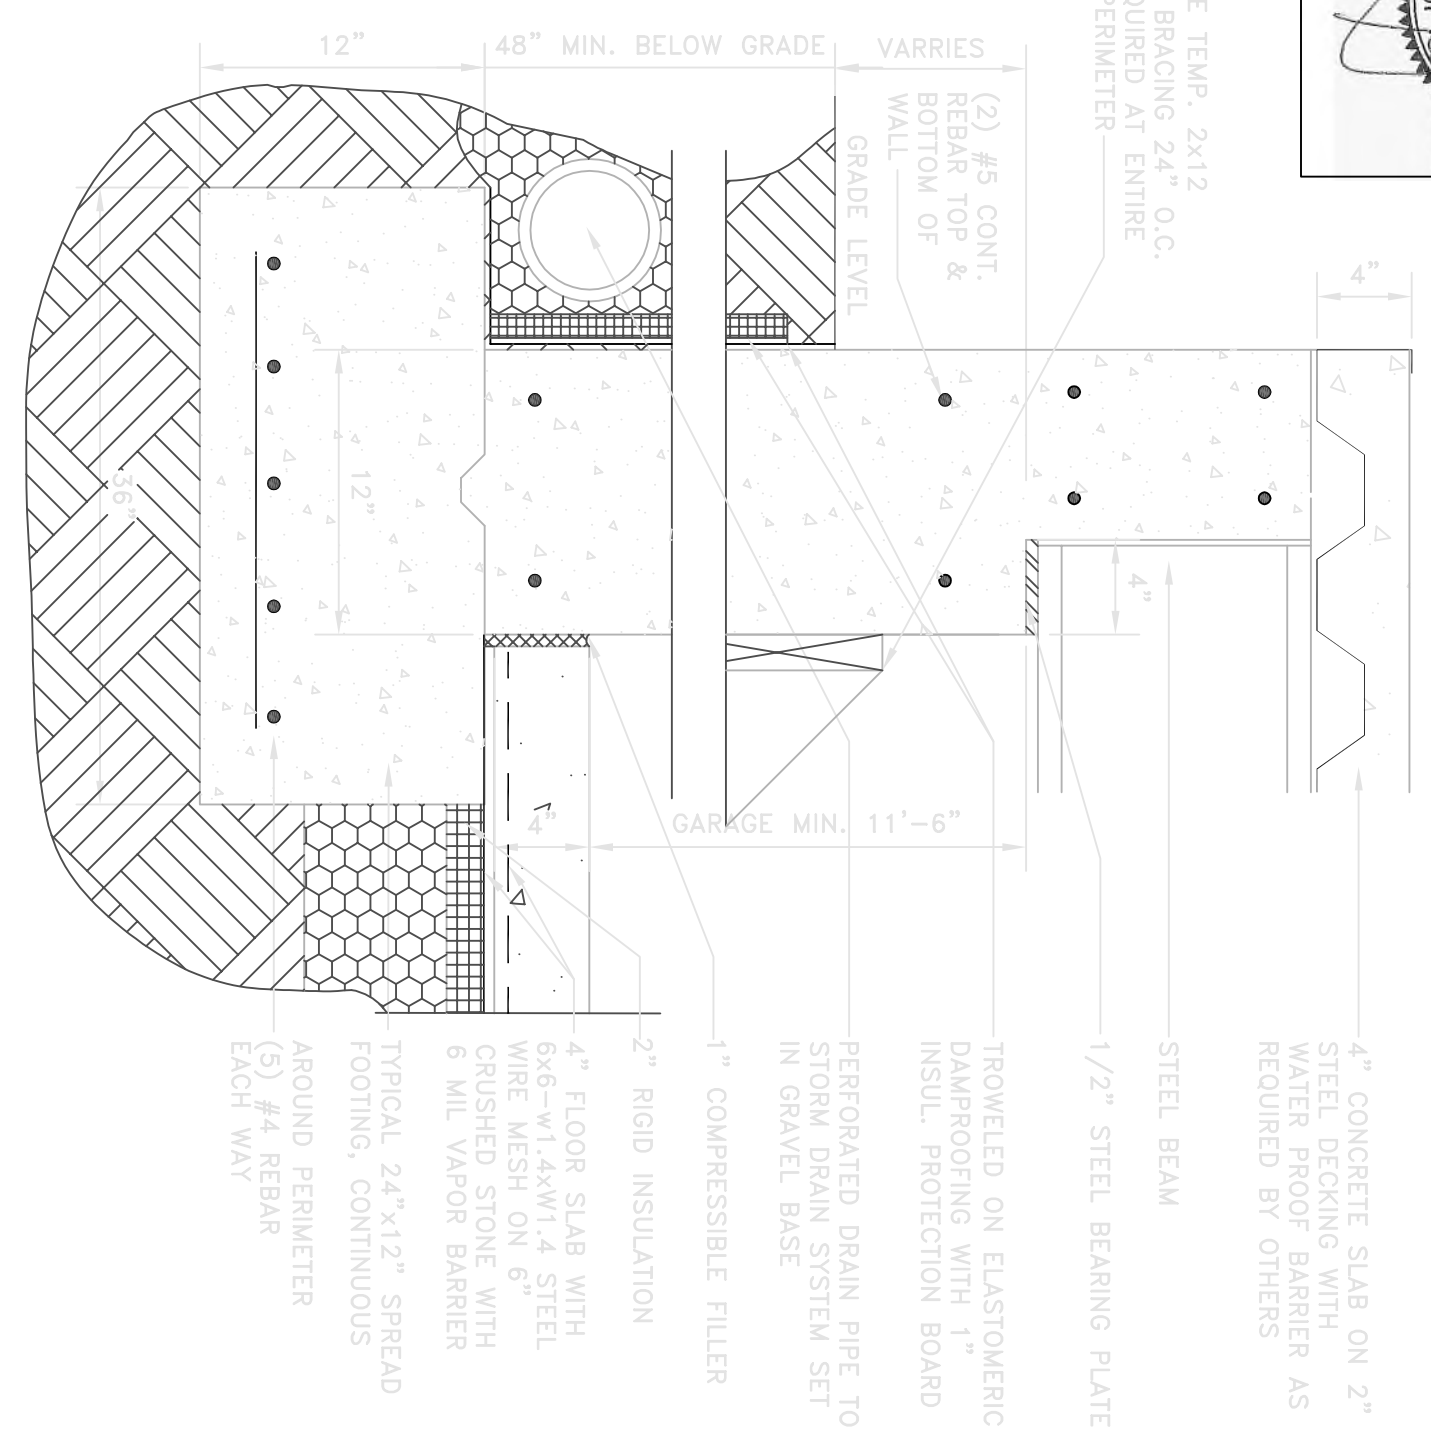 12"
48" MIN. BELOW GRADE
VARRIES
E TEMP. 2x12
BRACING 24" O.C.
QUIRED AT ENTIRE
PERIMETER
(2) #5 CONT.
REBAR TOP &
BOTTOM OF
WALL
GRADE LEVEL
4"
36"
12"
4"
4"
GARAGE MIN. 11'-6"
4" CONCRETE SLAB ON 2"
STEEL DECKING WITH
WATER PROOF BARRIER AS
REQUIRED BY OTHERS
STEEL BEAM
1/2" STEEL BEARING PLATE
TROWELED ON ELASTOMERIC
DAMPROOFING WITH 1"
INSUL. PROTECTION BOARD
PERFORATED DRAIN PIPE TO
STORM DRAIN SYSTEM SET
IN GRAVEL BASE
1" COMPRESSIBLE FILLER
2" RIGID INSULATION
4" FLOOR SLAB WITH
6x6-w1.4xW1.4 STEEL
WIRE MESH ON 6"
CRUSHED STONE WITH
6 MIL VAPOR BARRIER
TYPICAL 24"x12" SPREAD
FOOTING, CONTINUOUS
AROUND PERIMETER
(5) #4 REBAR
EACH WAY